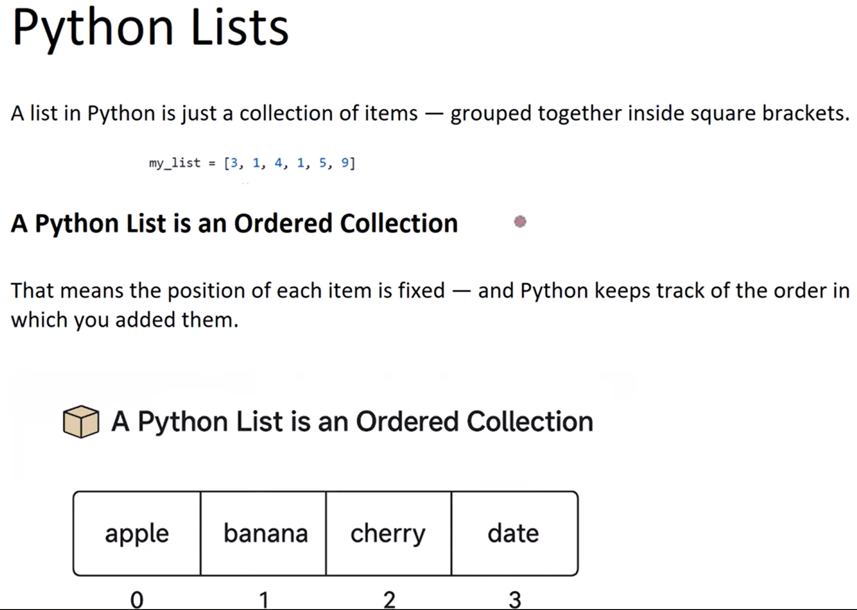 Python Lists
A list in Python is just a collection of items — grouped together inside square brackets.
my_list = [3, 1, 4, 1, 5, 9]
A Python List is an Ordered Collection
That means the position of each item is fixed — and Python keeps track of the order in
which you added them.
A Python List is an Ordered Collection
apple banana cherry date
0 1 2 3